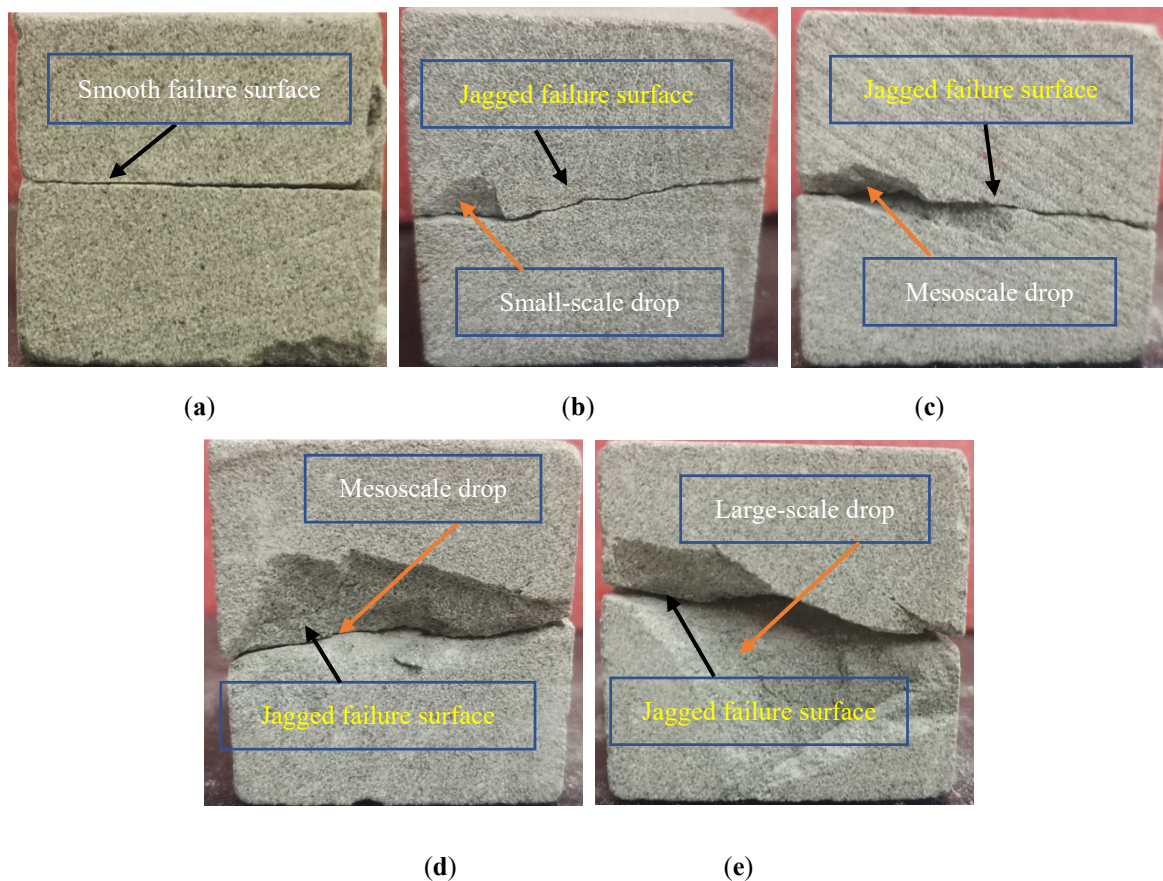 Smooth failure surface
Jagged failure surface
Jagged failure surface
Small-scale drop
Mesoscale drop
(a)
(b)
(c)
Mesoscale drop
Large-scale drop
Jagged failure surface
Jagged failure surface
(d)
(e)